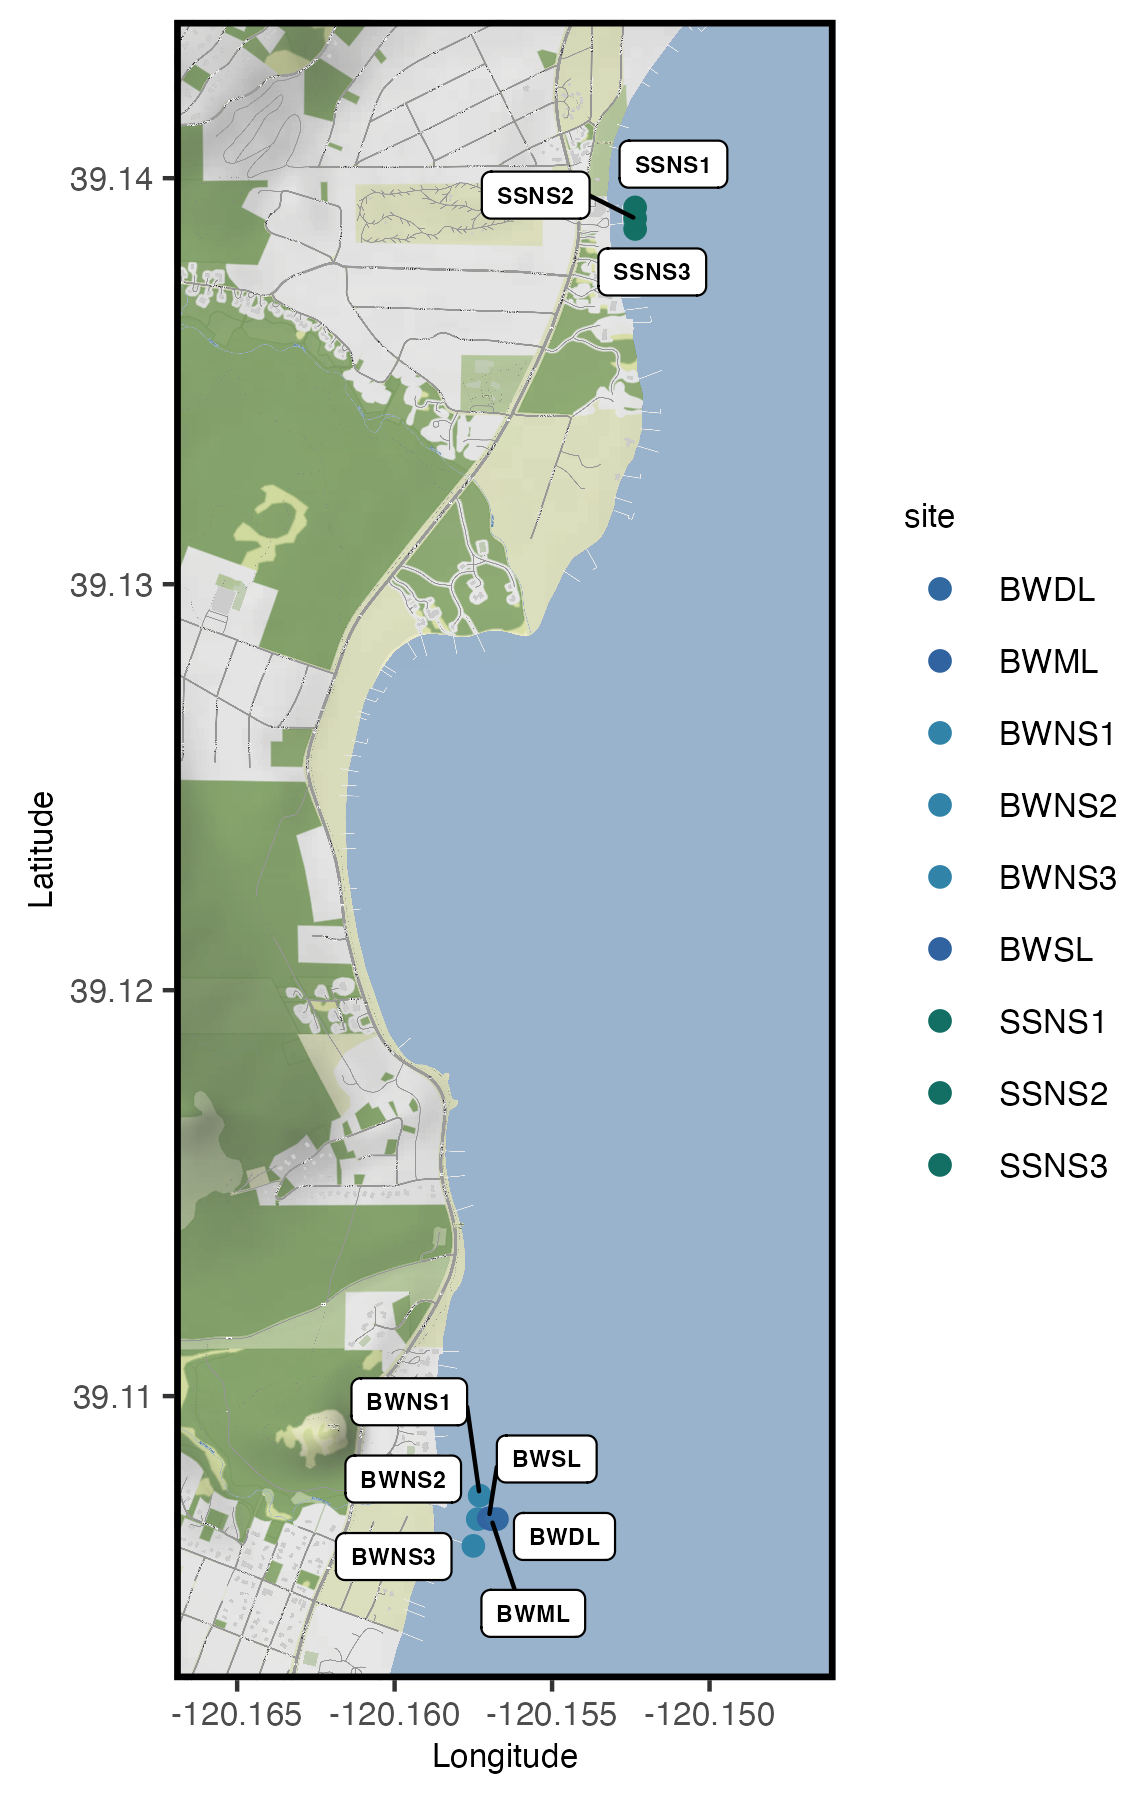 SSNS1
39.14
SSNS2
SSNS3
site
39.13
BWDL
BWML
BWNS1
BWNS2
BWNS3
BWSL
SSNS1
SSNS2
SSNS3
Latitude
39.12
39.11
BWNS1
BWSL
BWNS2
BWDL
BWNS3
BWML
-120.165 -120.160 -120.155 -120.150
Longitude